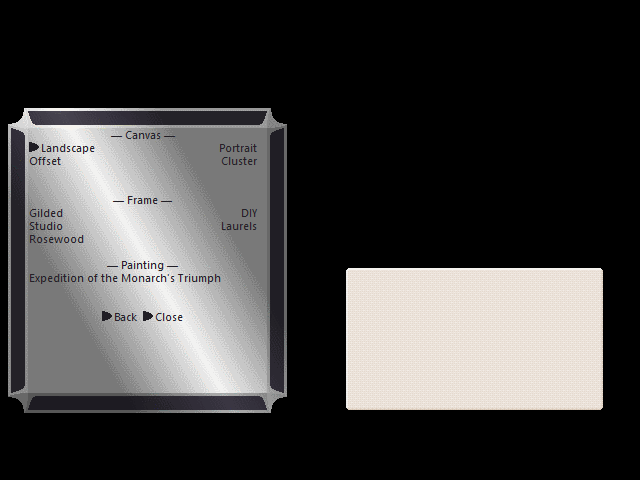 — Canvas —
Landscape Portrait
Offset Cluster
— Frame —
Gilded DIY
Studio Laurels
Rosewood
— Painting —
Expedition of the Monarch's Triumph
Back Close